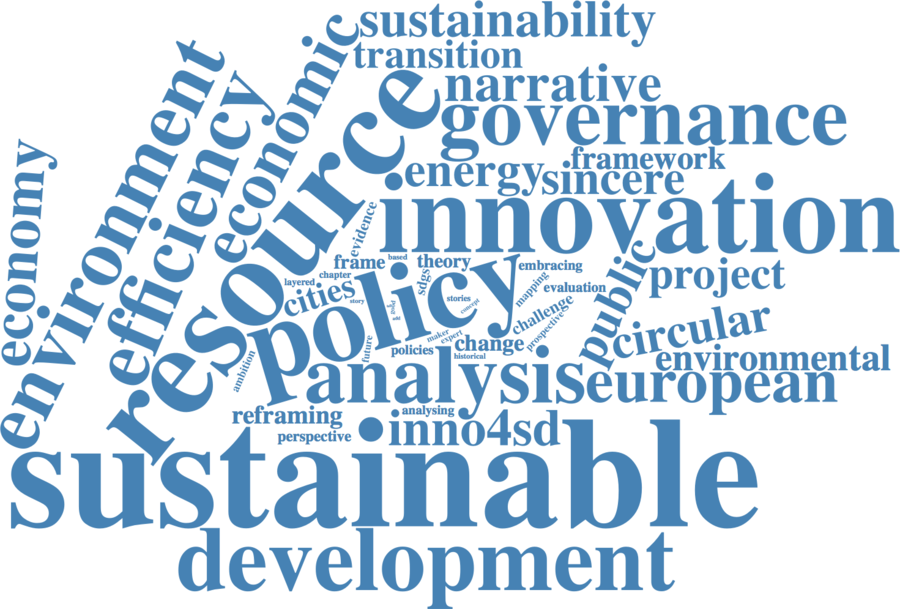 sustainability
transition
economic
narrative
governance
environment
efficiency
resource
framework
energy
sincere
economy
innovation
evidence
based
frame
theory
embracing
chapter
layered
sdgs
mapping
evaluation
public
project
cities
story
policy
stories
concept
challenge
prospective
circular
future
maker
expert
policies
change
historical
environmental
ambition
analysis
european
reframing
analysing
perspective
inno4sd
sustainable
development